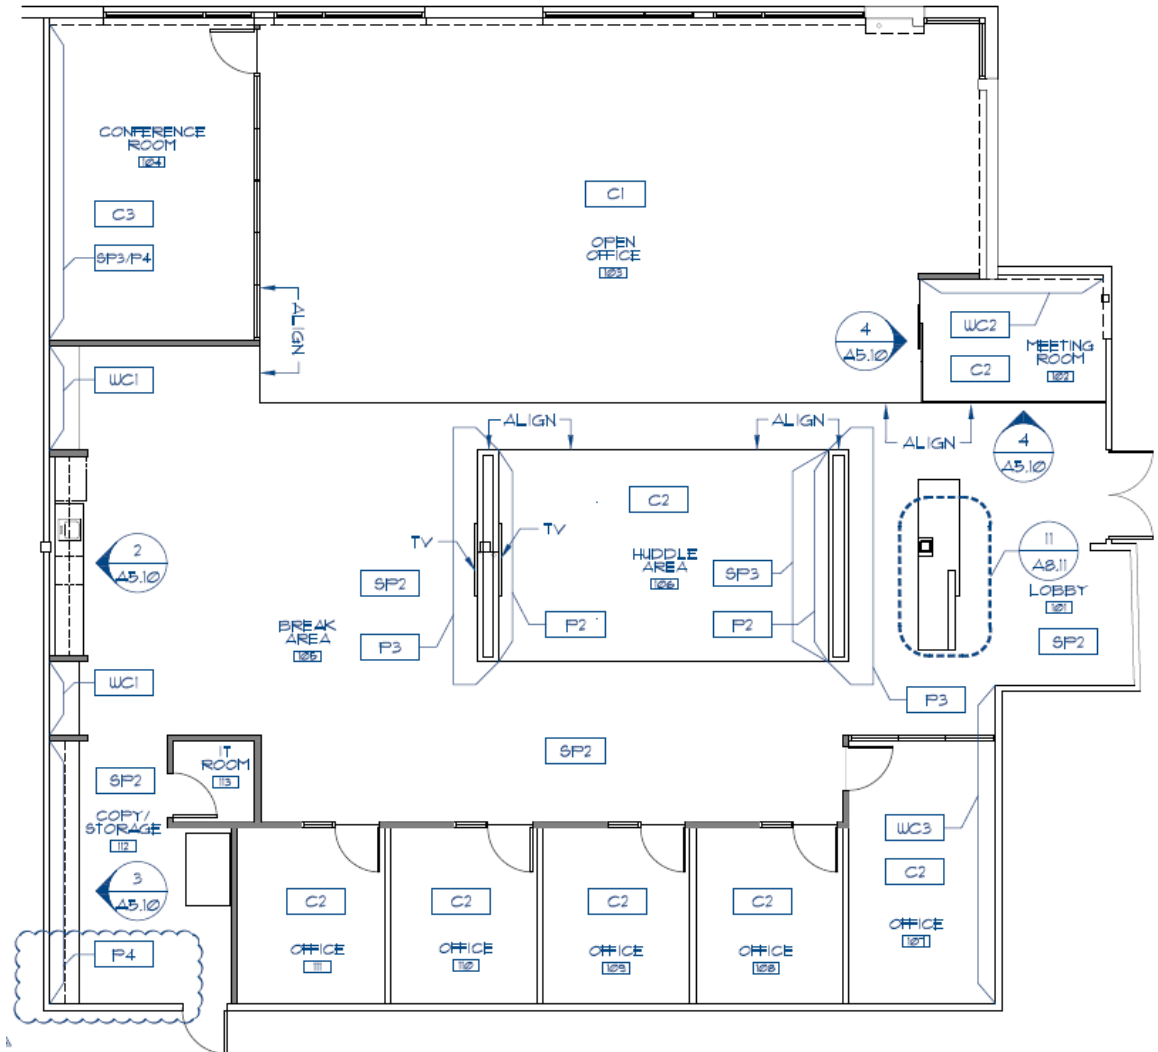 CONFERENCE
ROOM
104
C3
SP3/P4
C1
OPEN
OFFICE
103
ALIGN
4
A5.10
WC2
MEETING
ROOM
102
C2
WC1
ALIGN
ALIGN
ALIGN
4
A5.10
C2
TV
TV
2
A5.10
HUDDLE
AREA
106
SP3
11
A8.11
SP2
LOBBY
101
BREAK
AREA
105
P3
P2
P2
SP2
WC1
P3
IT
ROOM
113
SP2
SP2
COPY/
STORAGE
112
WC3
3
A5.10
C2
C2
C2
C2
C2
P4
OFFICE
111
OFFICE
110
OFFICE
109
OFFICE
108
OFFICE
107